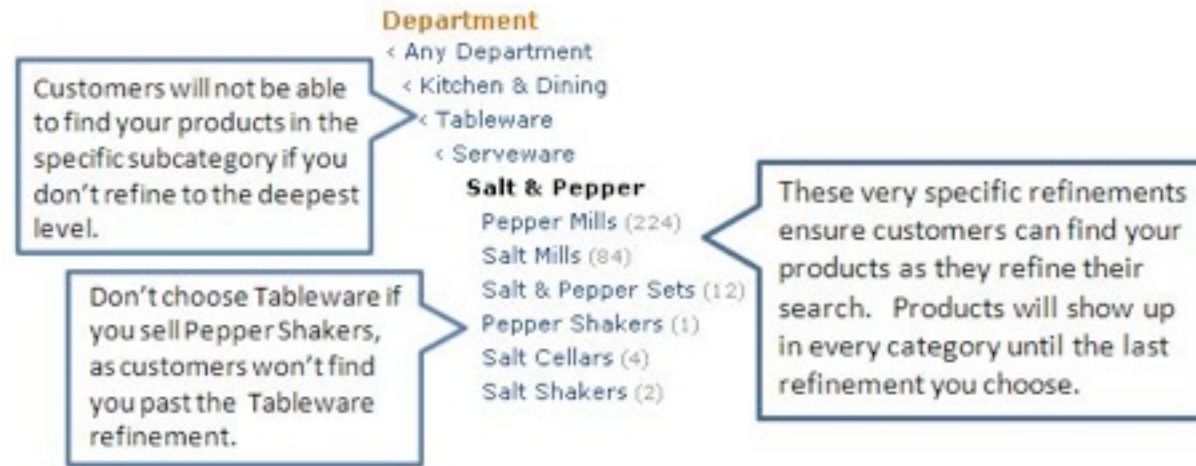 Department
< Any Department
< Kitchen & Dining
< Tableware
< Serveware
Salt & Pepper
Pepper Mills (224)
Salt Mills (84)
Salt & Pepper Sets (12)
Pepper Shakers (1)
Salt Cellars (4)
Salt Shakers (2)
Customers will not be able
to find your products in the
specific subcategory if you
don't refine to the deepest
level.
Don't choose Tableware if
you sell Pepper Shakers,
as customers won't find
you past the Tableware
refinement.
These very specific refinements
ensure customers can find your
products as they refine their
search. Products will show up
in every category until the last
refinement you choose.